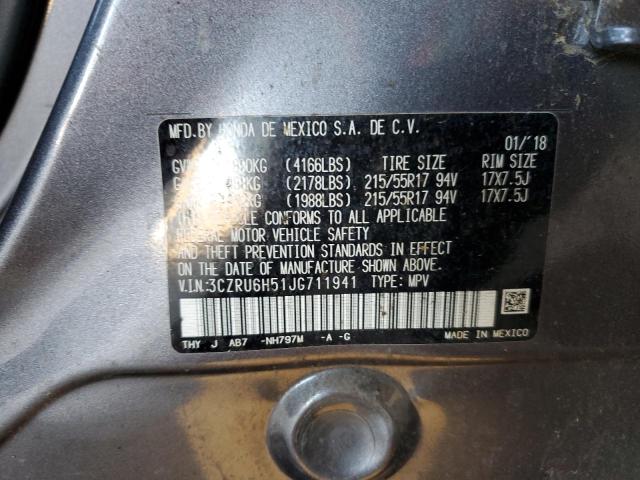 MFD.BY HONDA DE MEXICO S.A. DE C.V.
01/'18
(4166LBS) TIRE SIZE RIM SIZE
(2178LBS) 215/55R17 94V 17X7.5J
(1988LBS) 215/55R17 94V 17X7.5J
CONFORMS TO ALL APPLICABLE
FEDERAL MOTOR VEHICLE SAFETY
AND THEFT PREVENTION STANDARDS IN EFFECT
ON THE DATE OF MANUFACTURE SHOWN ABOVE.
V.I.N:3CZRU6H51JG711941 TYPE: MPV
THY J AB7 -NH797M -A -G
MADE IN MEXICO